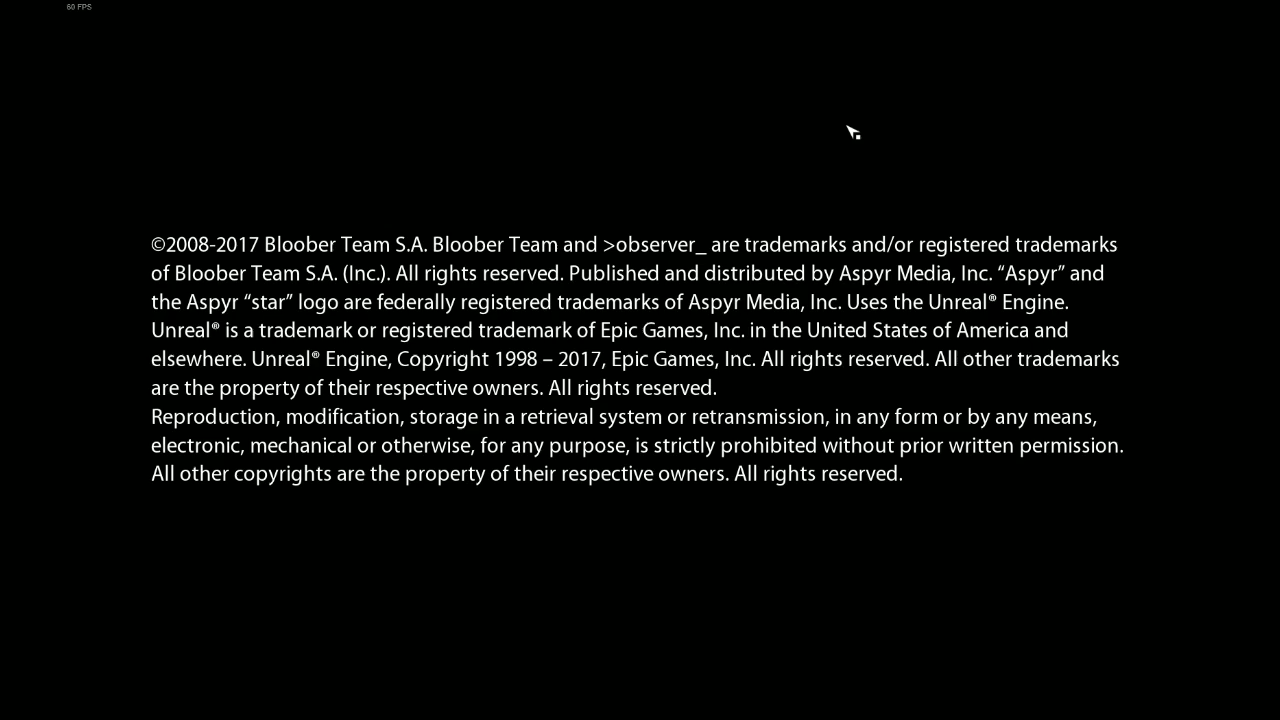 60 FPS
©2008-2017 Bloober Team S.A. Bloober Team and >observer_ are trademarks and/or registered trademarks
of Bloober Team S.A. (Inc.). All rights reserved. Published and distributed by Aspyr Media, Inc. “Aspyr” and
the Aspyr “star” logo are federally registered trademarks of Aspyr Media, Inc. Uses the Unreal® Engine.
Unreal® is a trademark or registered trademark of Epic Games, Inc. in the United States of America and
elsewhere. Unreal® Engine, Copyright 1998 – 2017, Epic Games, Inc. All rights reserved. All other trademarks
are the property of their respective owners. All rights reserved.
Reproduction, modification, storage in a retrieval system or retransmission, in any form or by any means,
electronic, mechanical or otherwise, for any purpose, is strictly prohibited without prior written permission.
All other copyrights are the property of their respective owners. All rights reserved.